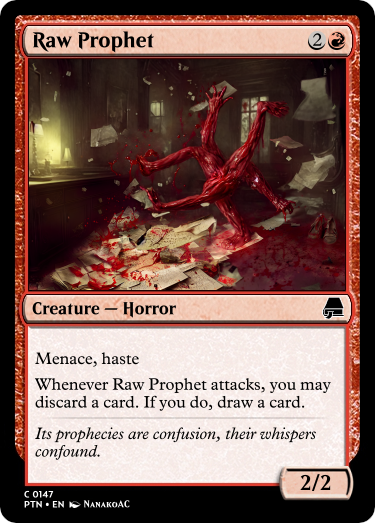 Raw Prophet 2
Creature — Horror
Menace, haste
Whenever Raw Prophet attacks, you may
discard a card. If you do, draw a card.
Its prophecies are confusion, their whispers
confound.
2/2
C 0147
PTN • EN NanakoAC